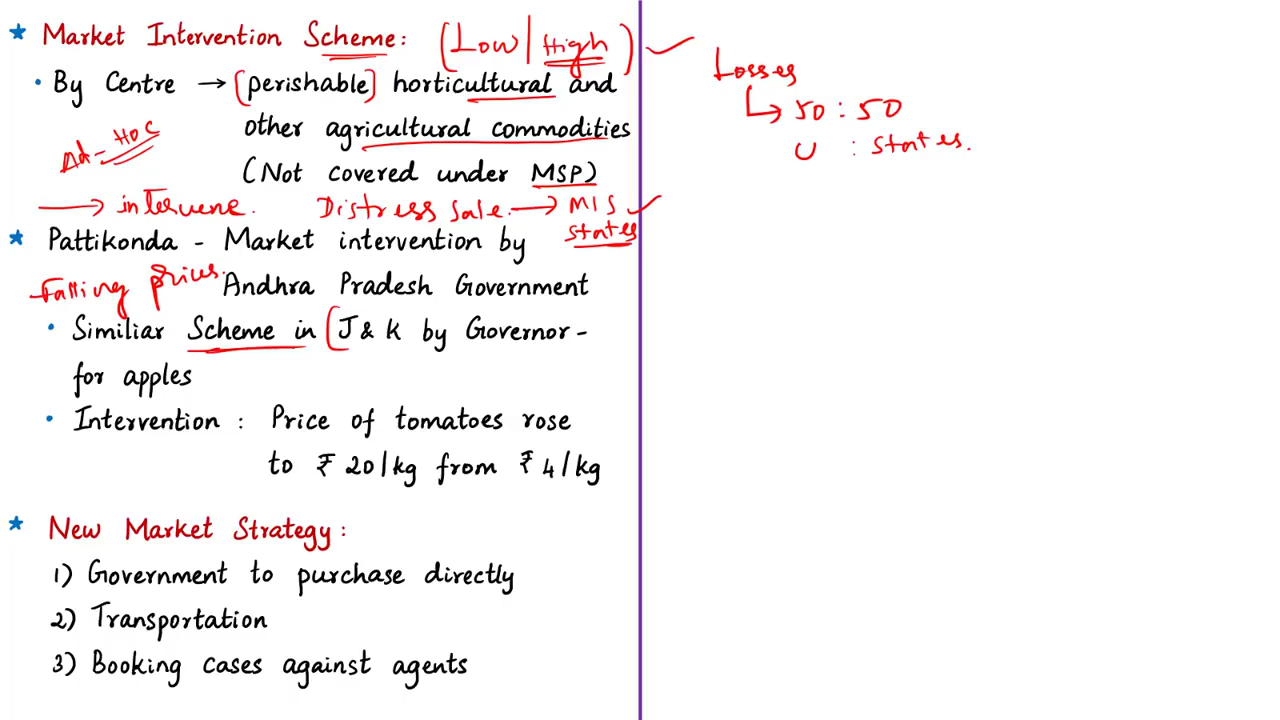 * Market Intervention Scheme: (Low | High)
• By Centre → [perishable] horticultural and
other agricultural commodities
Ad-Hoc
(Not covered under MSP)
→ intervene. Distress Sale. → MIS
states
* Pattikonda - Market intervention by
Falling prices. Andhra Pradesh Government
• Similiar Scheme in [J & K by Governor -
for apples
• Intervention : Price of tomatoes rose
to ₹ 20/kg from ₹ 4/kg
* New Market Strategy:
1) Government to purchase directly
2) Transportation
3) Booking cases against agents
Losses
↳ 50 : 50
U : States.